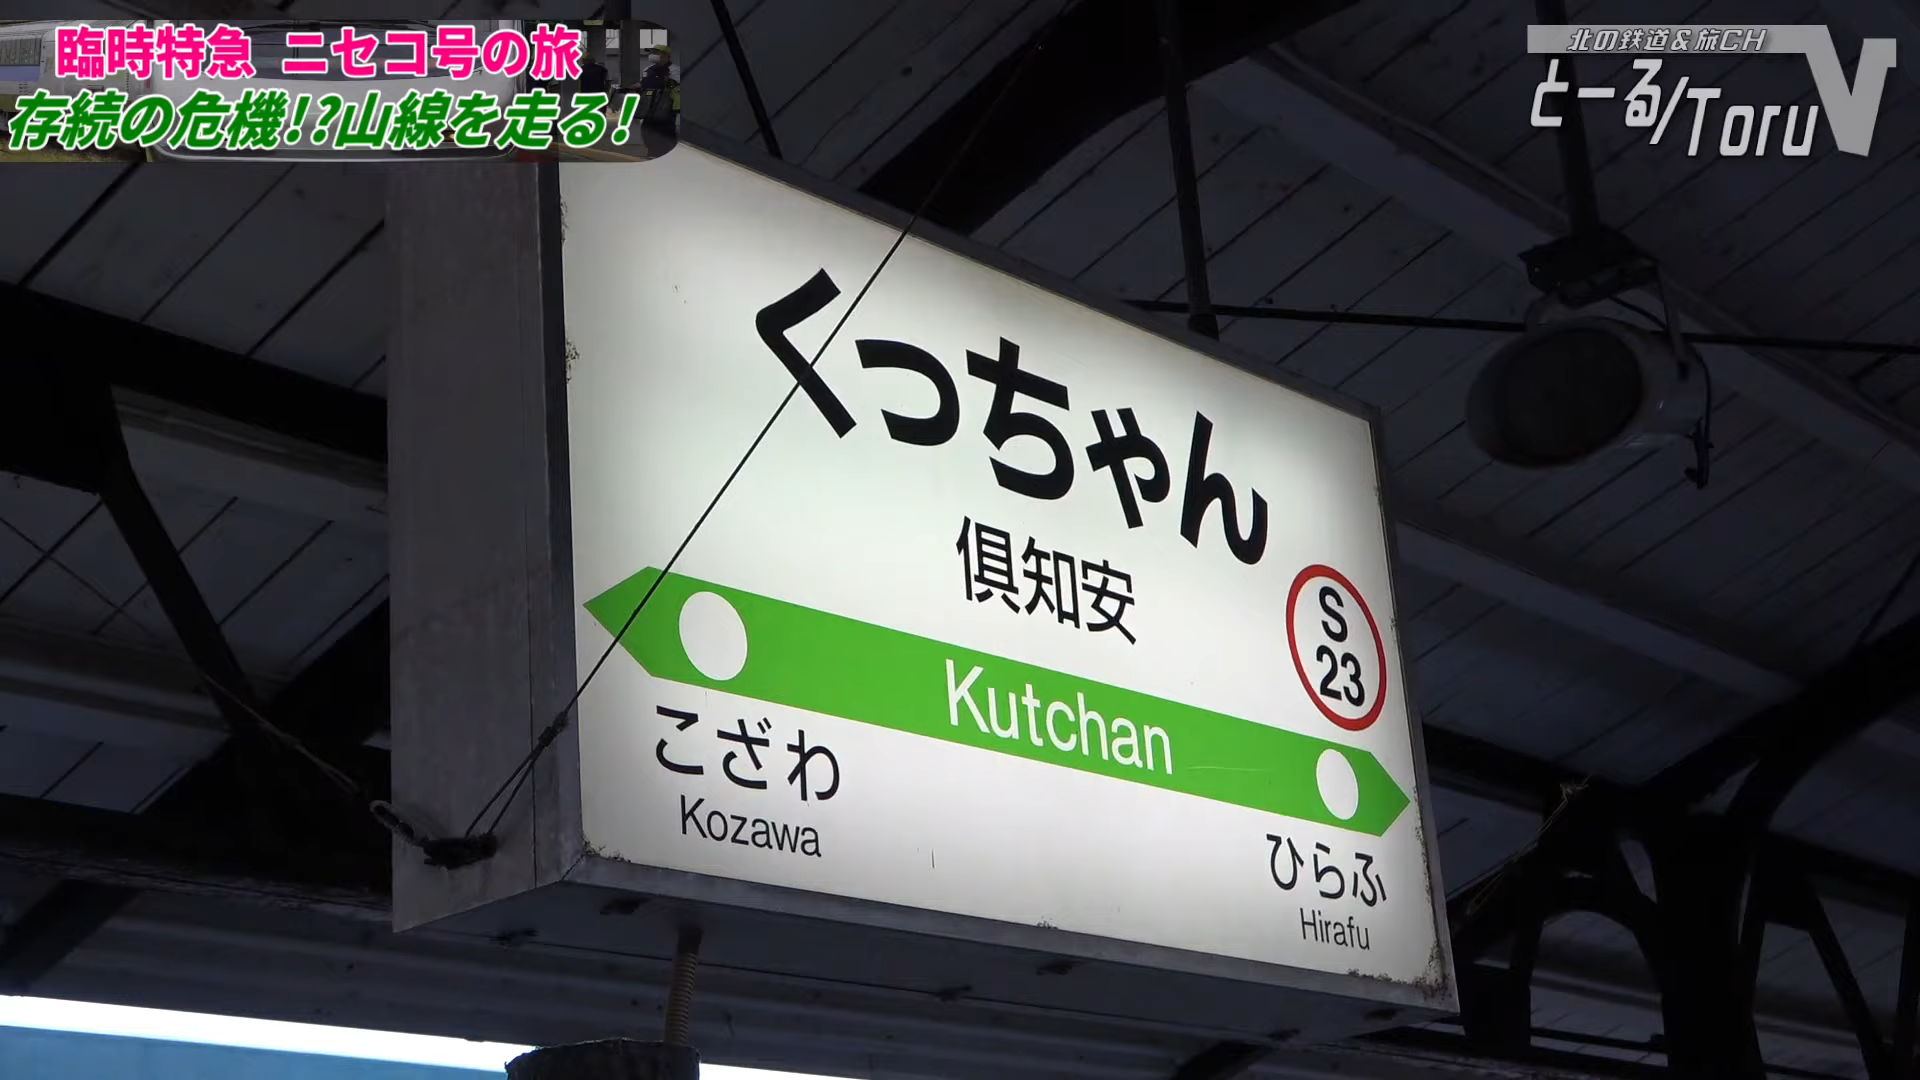 臨時特急 ニセコ号の旅
存続の危機!?山線を走る!
北の鉄道&旅CH
とーる/ToruV
くっちゃん
倶知安
S
23
Kutchan
こざわ
Kozawa
ひらふ
Hirafu